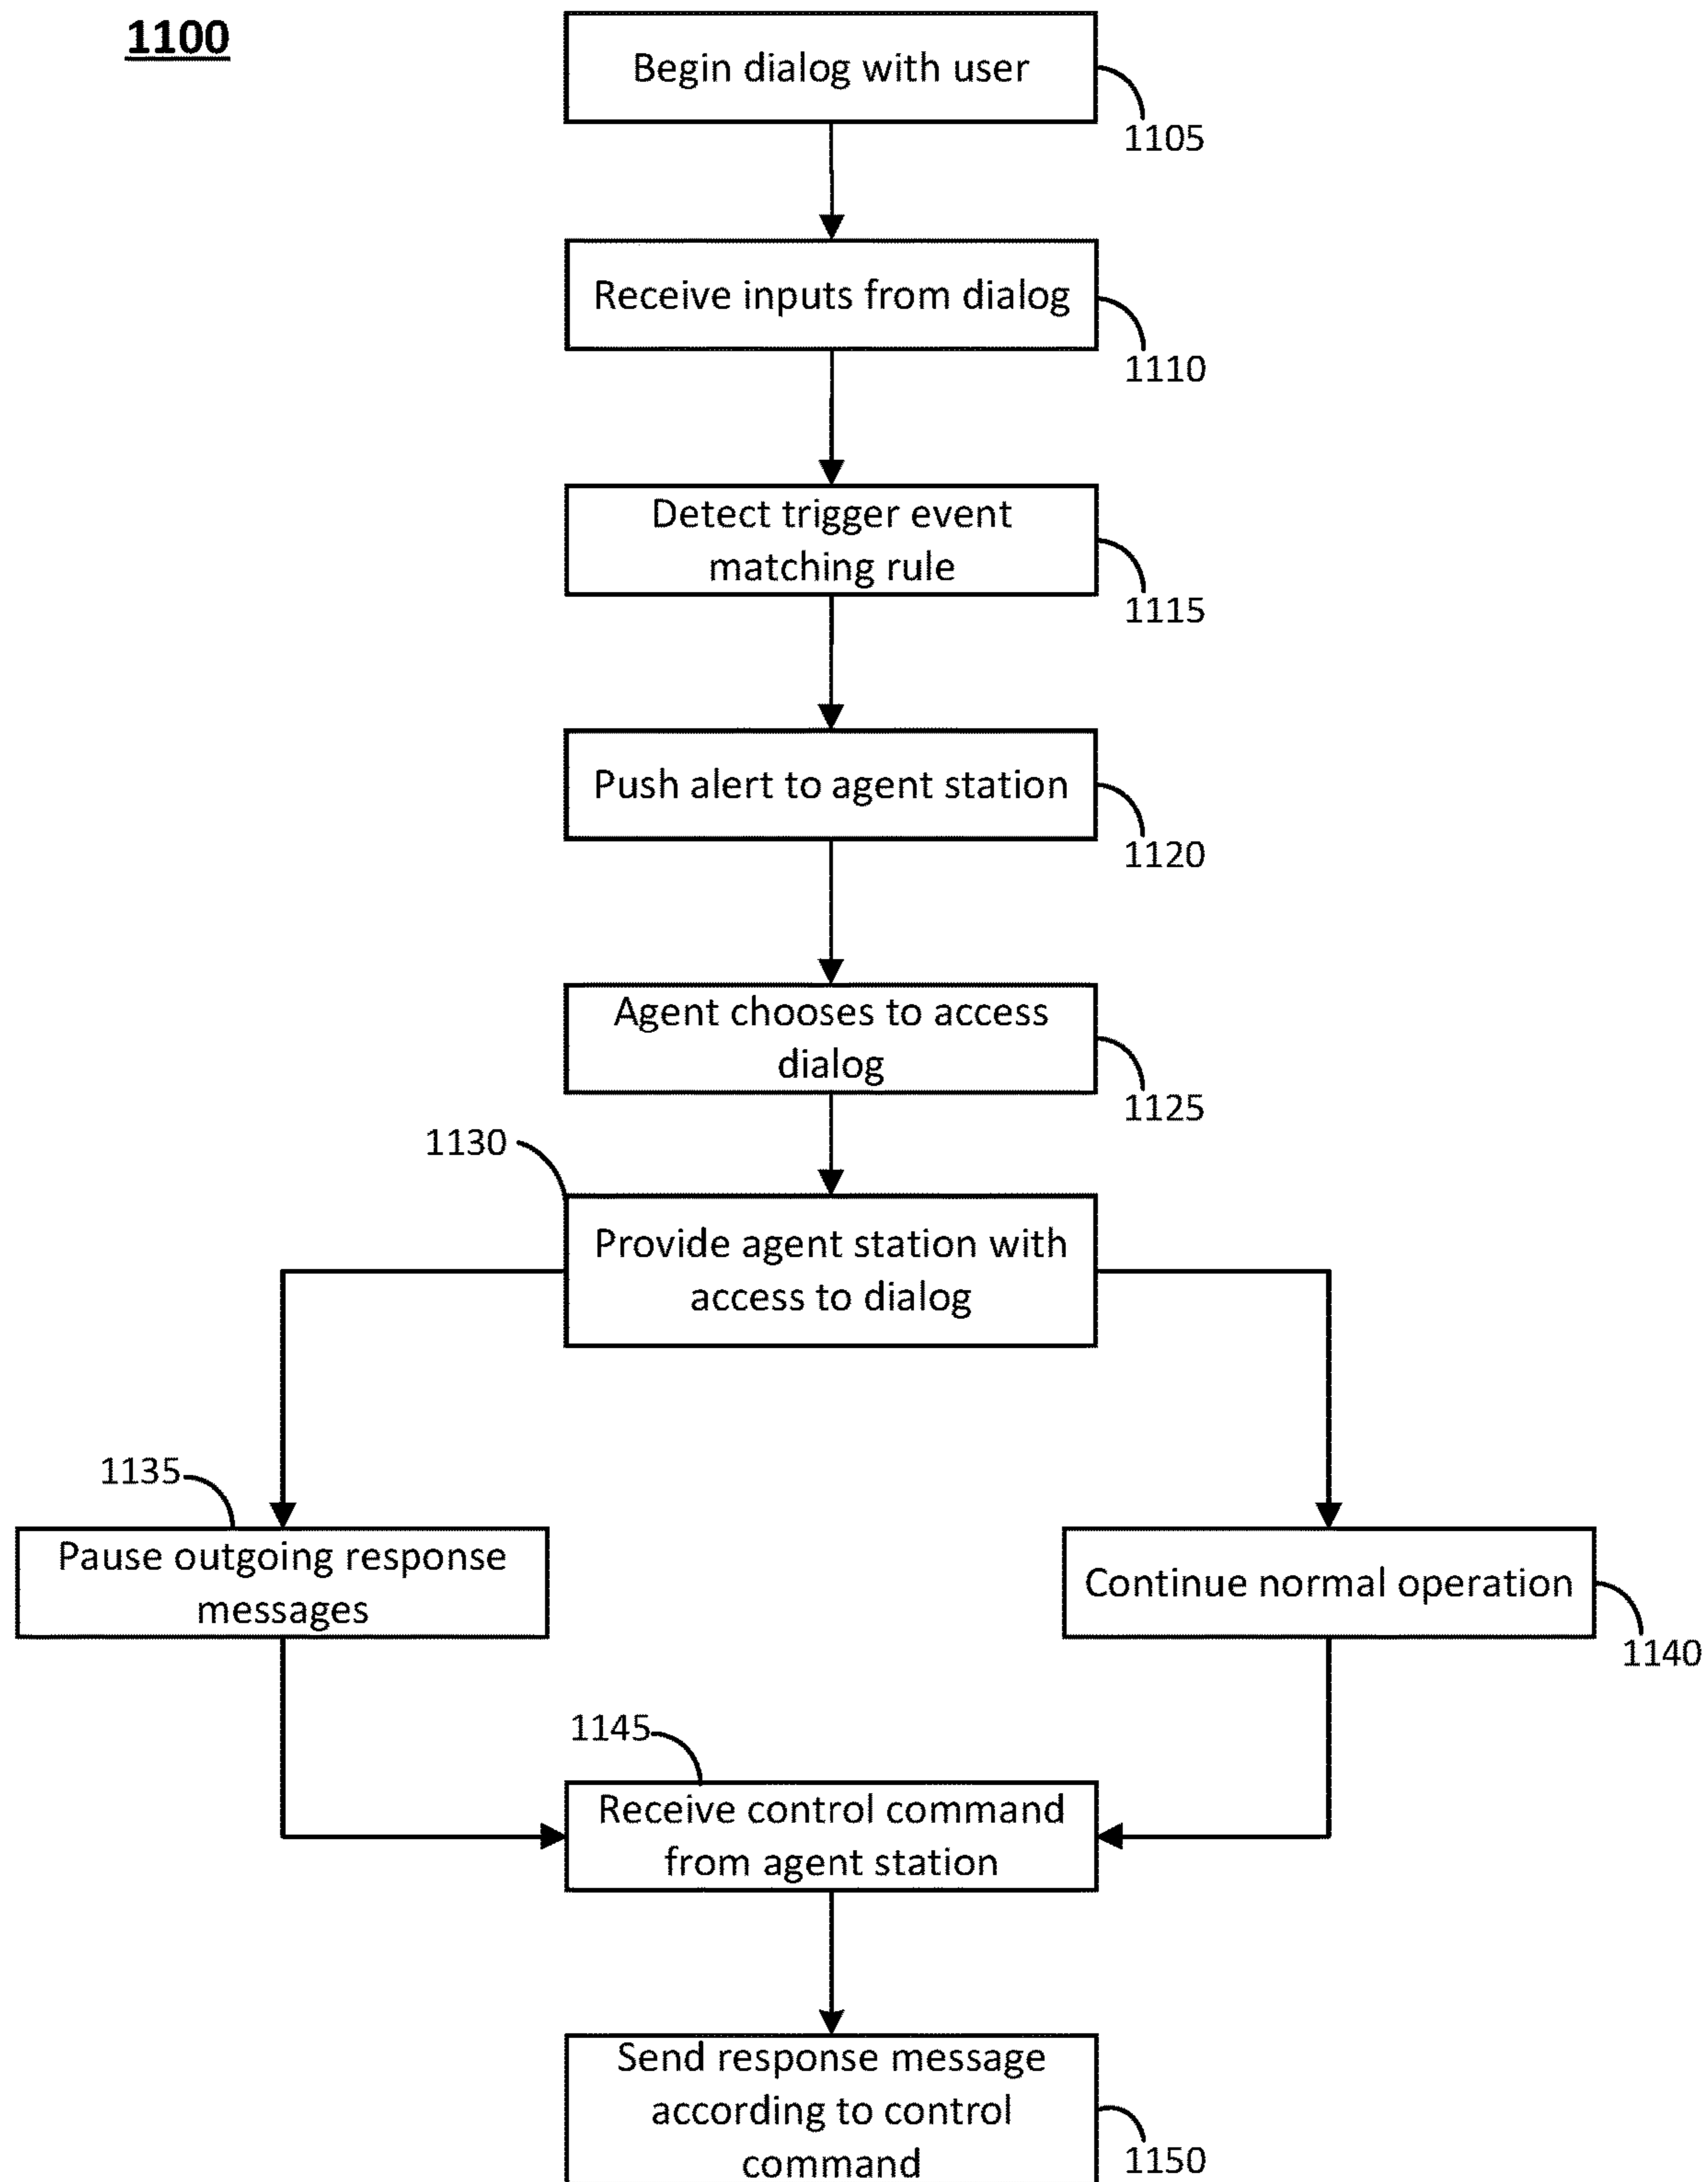 1100
Begin dialog with user
1105
Receive inputs from dialog
1110
Detect trigger event
matching rule
1115
Push alert to agent station
1120
Agent chooses to access
dialog
1125
1130
Provide agent station with
access to dialog
1135
Pause outgoing response
messages
Continue normal operation
1140
1145
Receive control command
from agent station
Send response message
according to control
command
1150